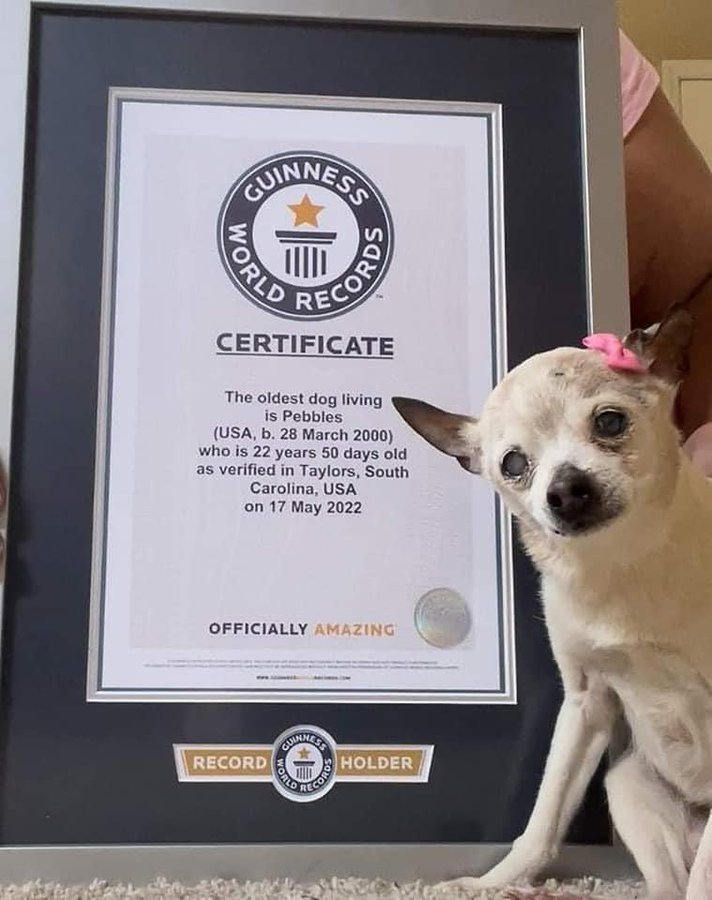 GUINNESS
WORLD RECORDS
CERTIFICATE
The oldest dog living
is Pebbles
(USA, b. 28 March 2000)
who is 22 years 50 days old
as verified in Taylors, South
Carolina, USA
on 17 May 2022
OFFICIALLY AMAZING
RECORD
GUINNESS
WORLD RECORDS
HOLDER